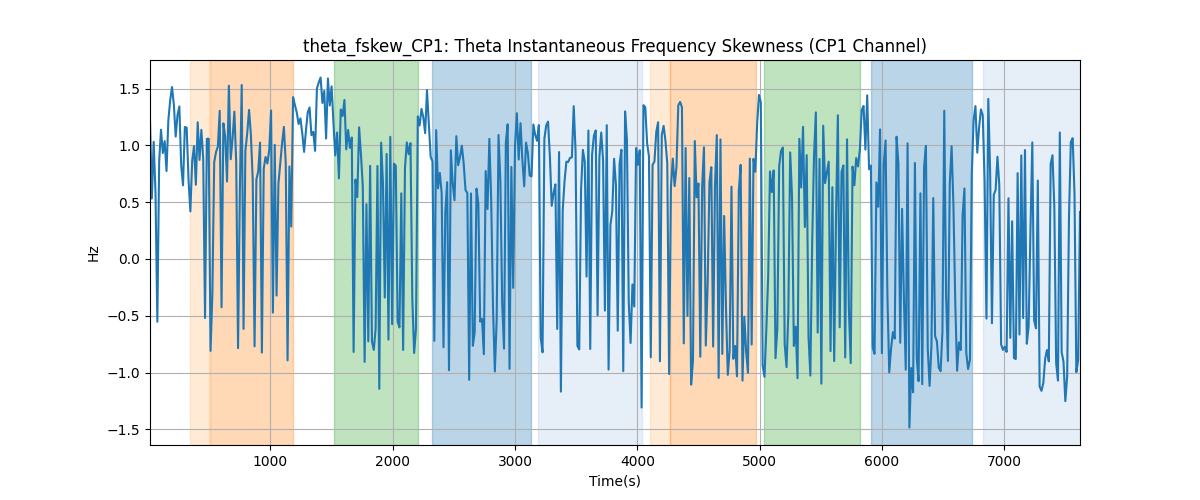 theta_fskew_CP1: Theta Instantaneous Frequency Skewness (CP1 Channel)
1.5
1.0
0.5
0.0
−0.5
−1.0
−1.5
Hz
1000 2000 3000 4000 5000 6000 7000
Time(s)